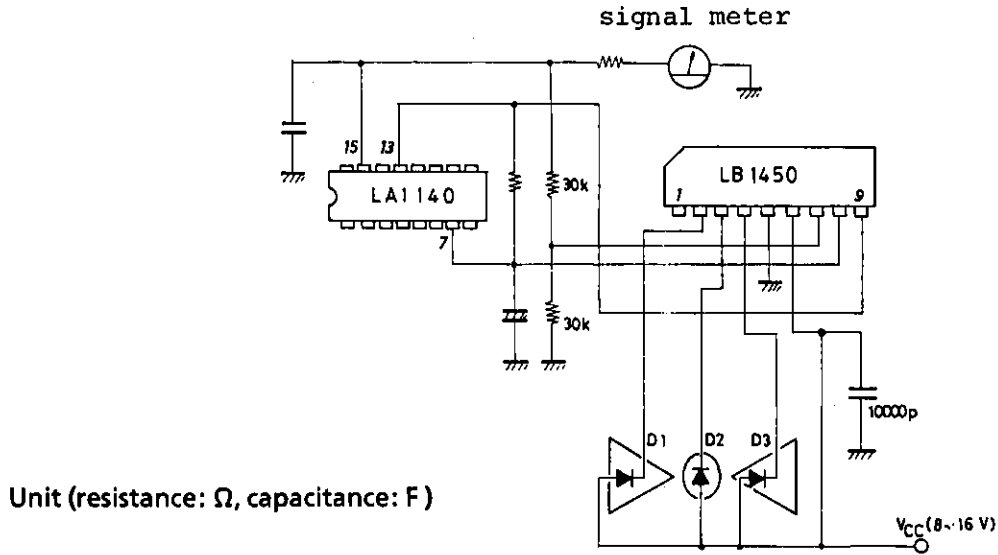 signal meter
15 13
LA1140
7
30k
30k
LB1450
1 9
10000p
D1 D2 D3
Unit (resistance: Ω, capacitance: F)
VCC (8~16 V)